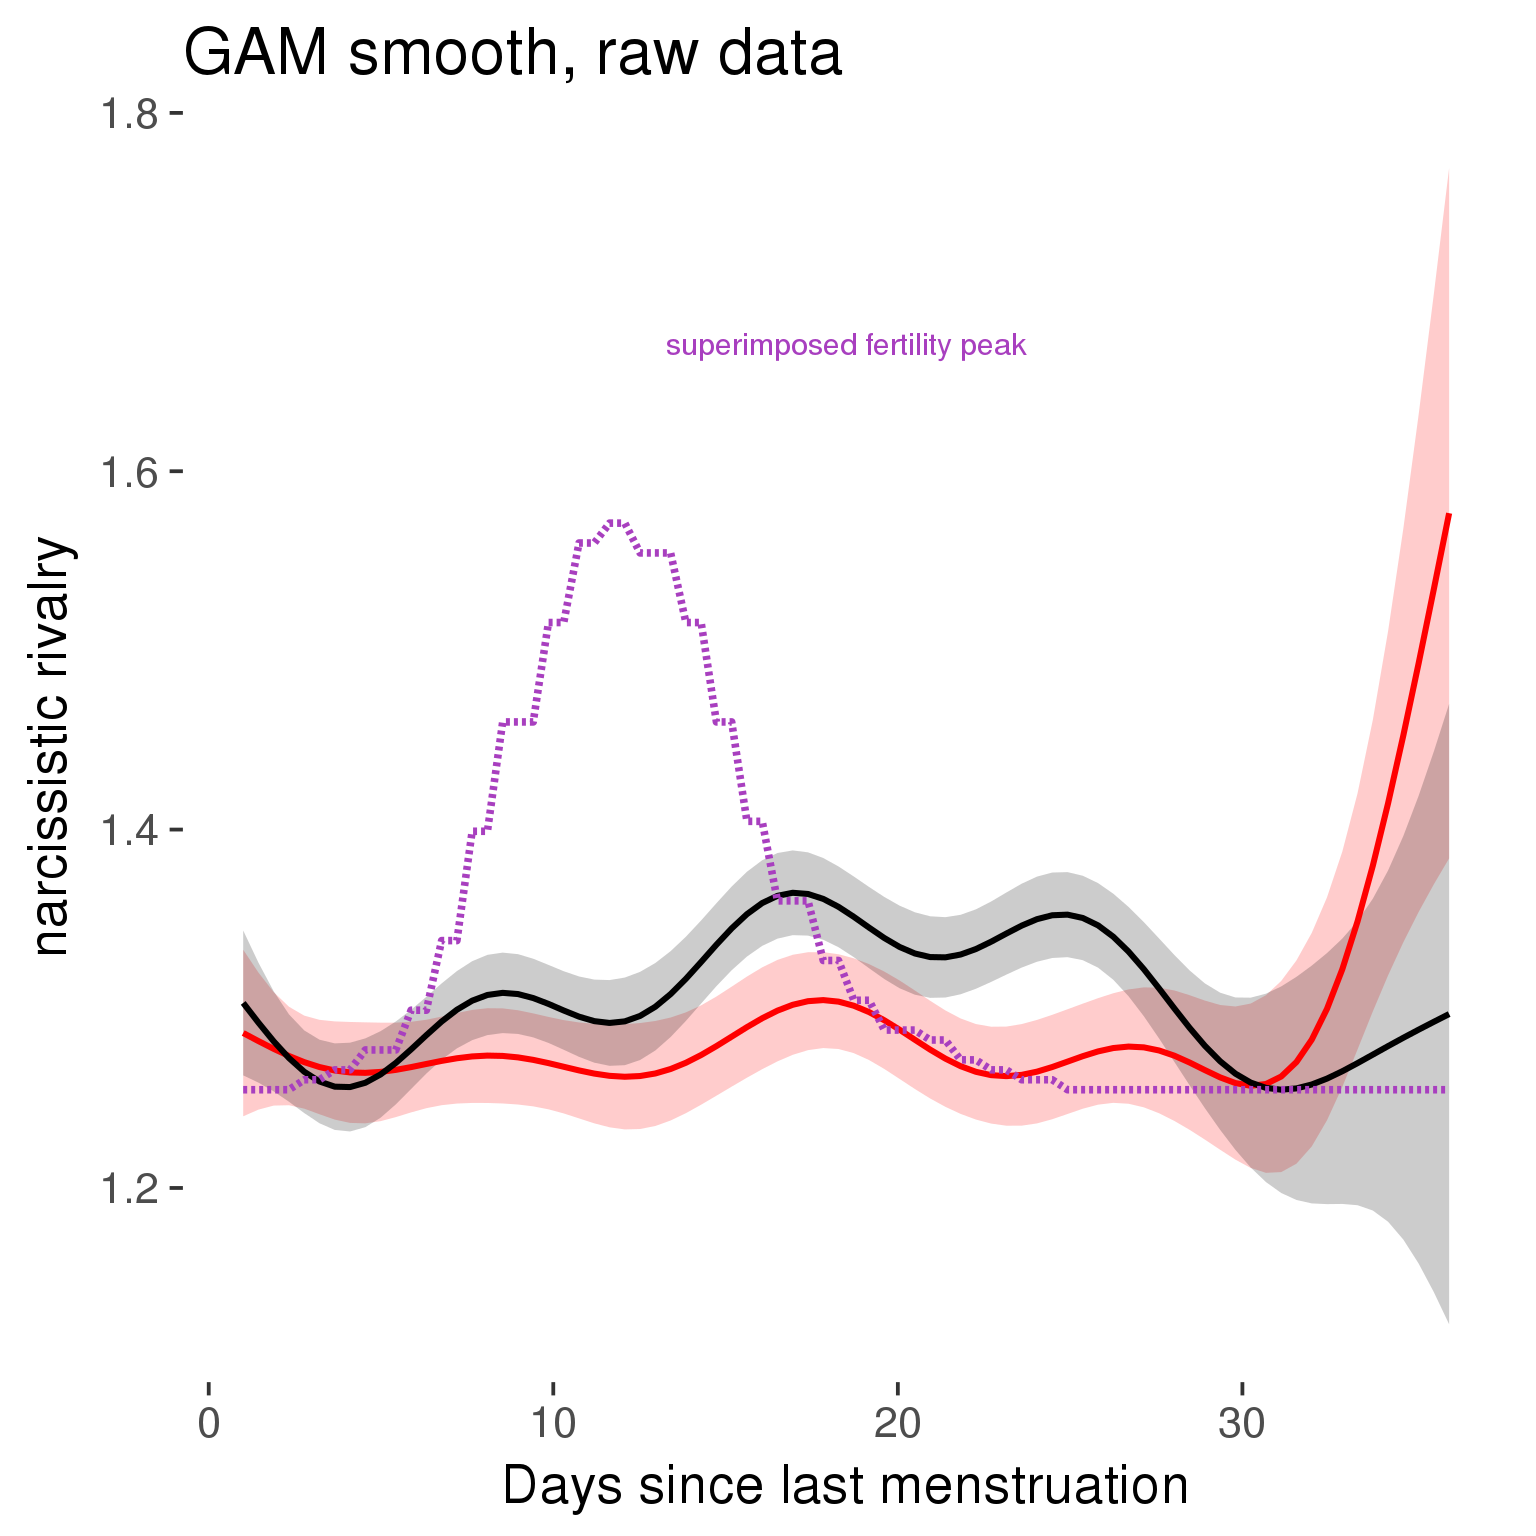 GAM smooth, raw data
1.8
superimposed fertility peak
1.6
1.4
1.2
narcissistic rivalry
0 10 20 30
Days since last menstruation